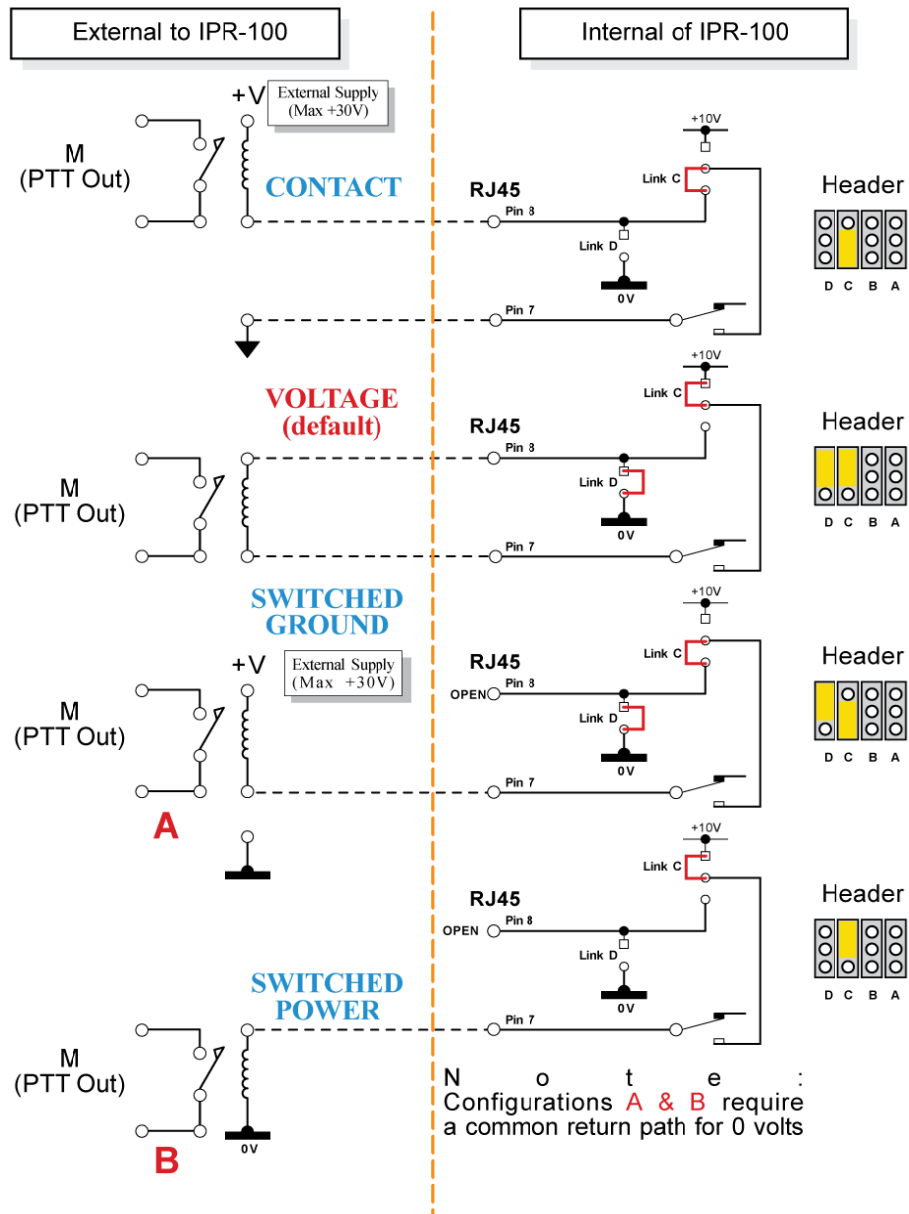 External to IPR-100
Internal of IPR-100
+V
External Supply
(Max +30V)
M
(PTT Out)
CONTACT
RJ45
Pin 8
Link D
0V
Pin 7
+10V
Link C
Header
D C B A
VOLTAGE
(default)
M
(PTT Out)
RJ45
Pin 8
Link D
0V
Pin 7
+10V
Link C
Header
D C B A
SWITCHED
GROUND
+V
External Supply
(Max +30V)
M
(PTT Out)
A
RJ45
OPEN
Pin 8
Link D
0V
Pin 7
+10V
Link C
Header
D C B A
SWITCHED
POWER
M
(PTT Out)
B
0V
RJ45
OPEN
Pin 8
Link D
0V
Pin 7
+10V
Link C
Header
D C B A
N o t e :
Configurations A & B require
a common return path for 0 volts